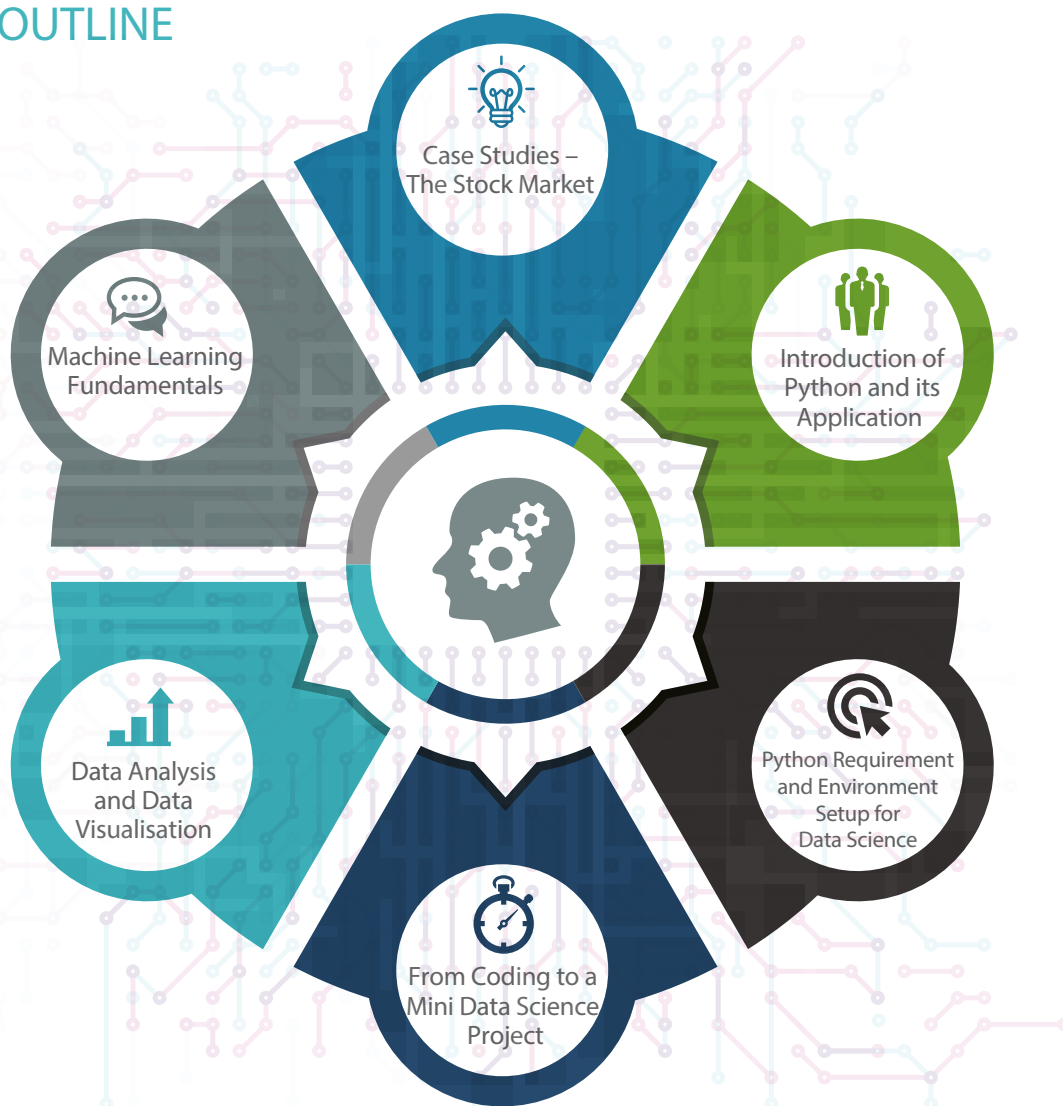 OUTLINE
Case Studies –
The Stock Market
Introduction of
Python and its
Application
Python Requirement
and Environment
Setup for
Data Science
From Coding to a
Mini Data Science
Project
Data Analysis
and Data
Visualisation
Machine Learning
Fundamentals